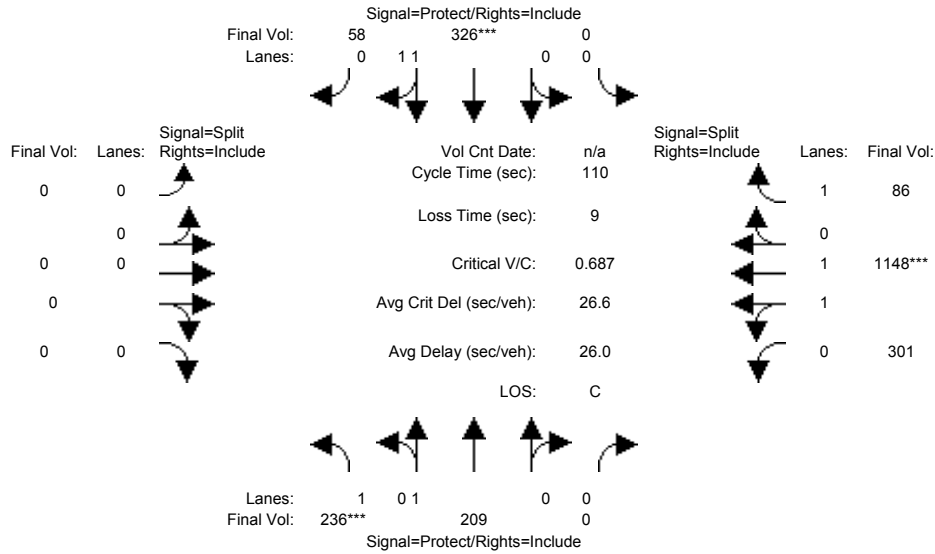 Signal=Protect/Rights=Include
Final Vol: 58 326*** 0
Lanes: 0 1 1 0 0
Signal=Split Signal=Split
Final Vol: Lanes: Rights=Include Vol Cnt Date: n/a Rights=Include Lanes: Final Vol:
Cycle Time (sec): 110
0 0 1 86
Loss Time (sec): 9
0 0
0 0 Critical V/C: 0.687 1 1148***
0 Avg Crit Del (sec/veh): 26.6 1
0 0 Avg Delay (sec/veh): 26.0 0 301
LOS: C
Lanes: 1 0 1 0 0
Final Vol: 236*** 209 0
Signal=Protect/Rights=Include